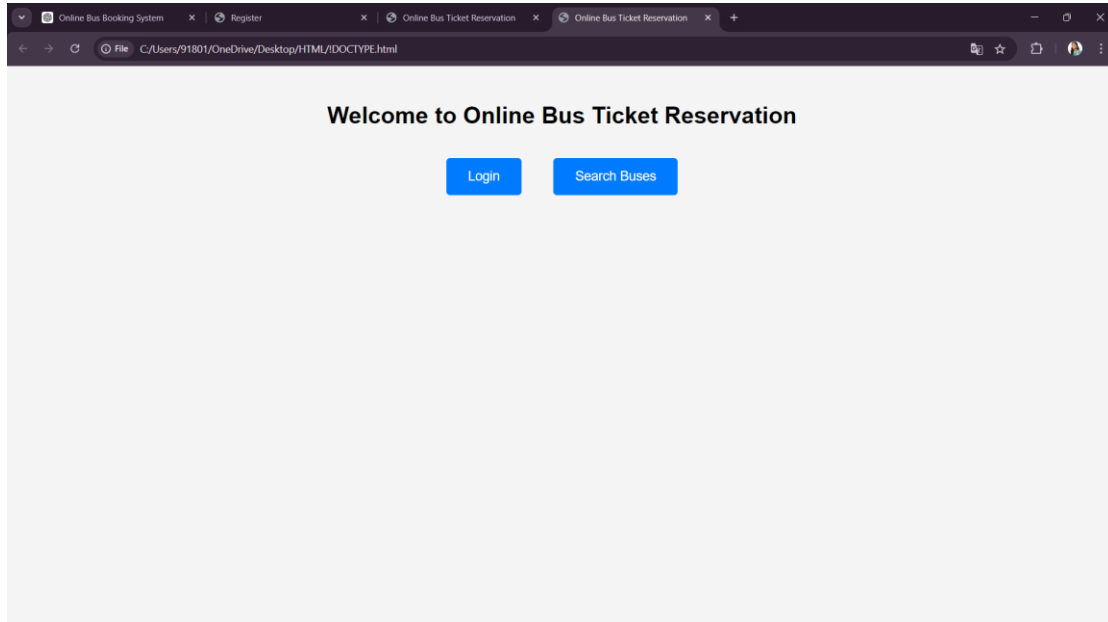 Online Bus Booking System Register Online Bus Ticket Reservation Online Bus Ticket Reservation
File C:/Users/91801/OneDrive/Desktop/HTML/!DOCTYPE.html
Welcome to Online Bus Ticket Reservation
Login Search Buses